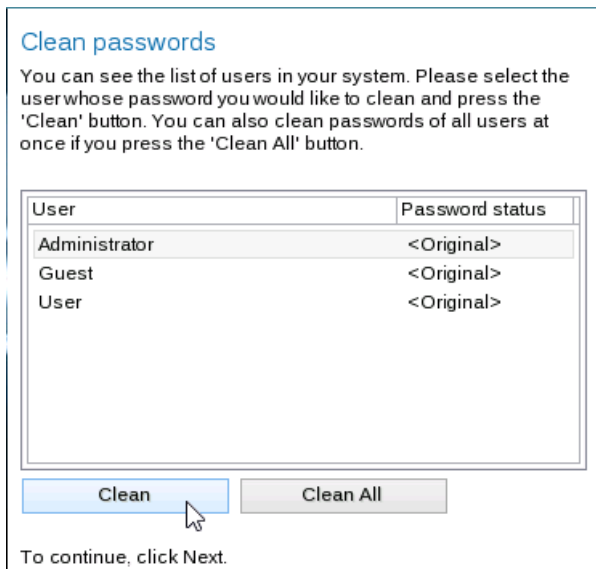 Clean passwords
You can see the list of users in your system. Please select the
user whose password you would like to clean and press the
'Clean' button. You can also clean passwords of all users at
once if you press the 'Clean All' button.
User Password status
Administrator <Original>
Guest <Original>
User <Original>
Clean Clean All
To continue, click Next.